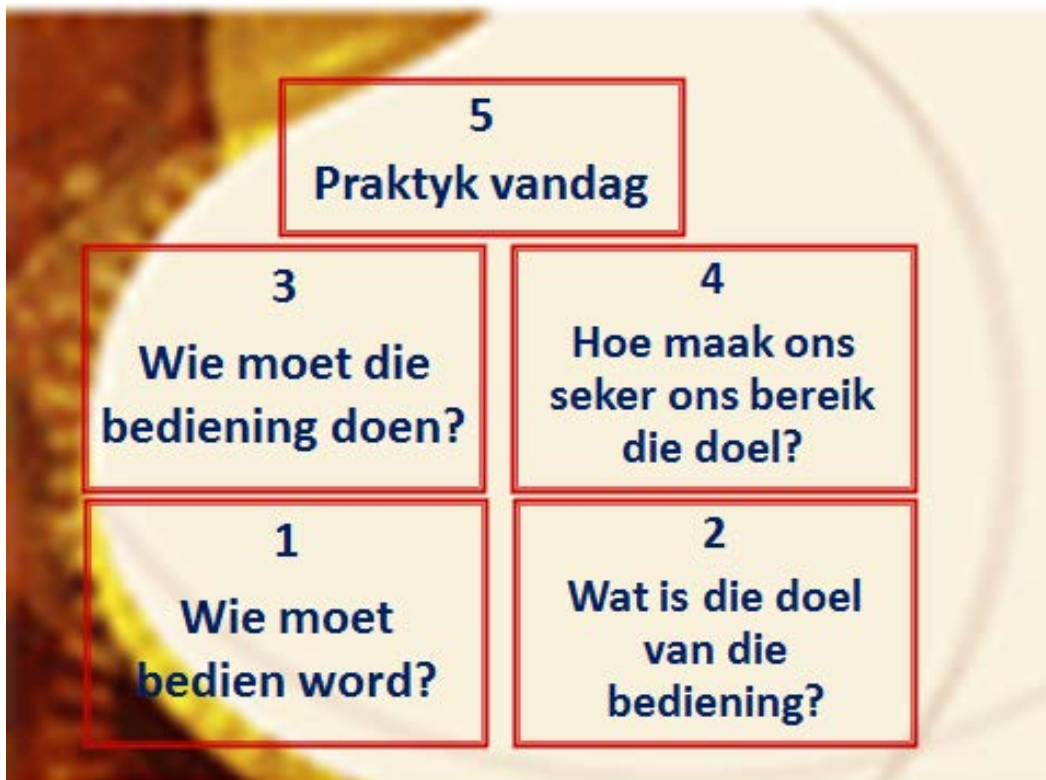 5
Praktyk vandag
3
Wie moet die
bediening doen?
4
Hoe maak ons
seker ons bereik
die doel?
1
Wie moet
bedien word?
2
Wat is die doel
van die
bediening?